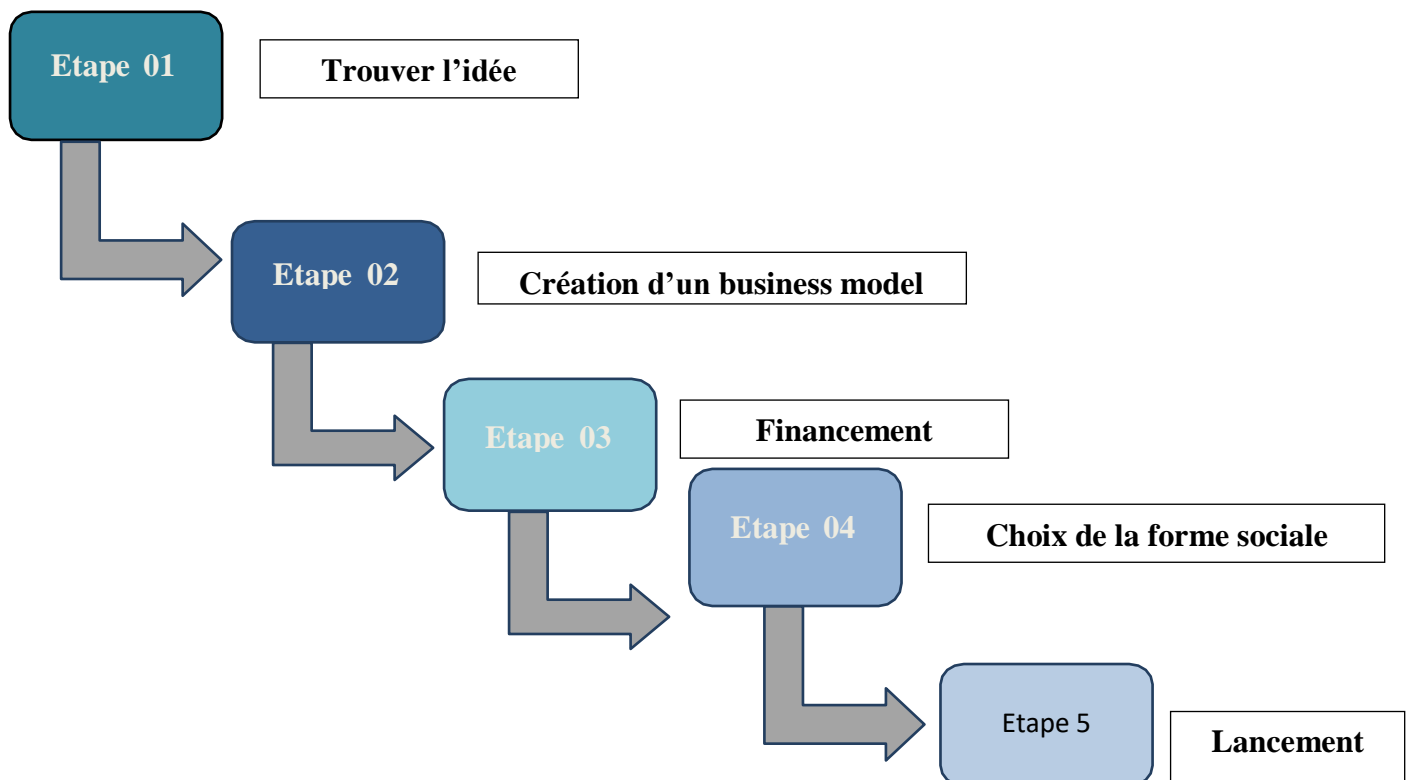 Etape 01
Trouver l’idée
Etape 02
Création d’un business model
Etape 03
Financement
Etape 04
Choix de la forme sociale
Etape 5
Lancement